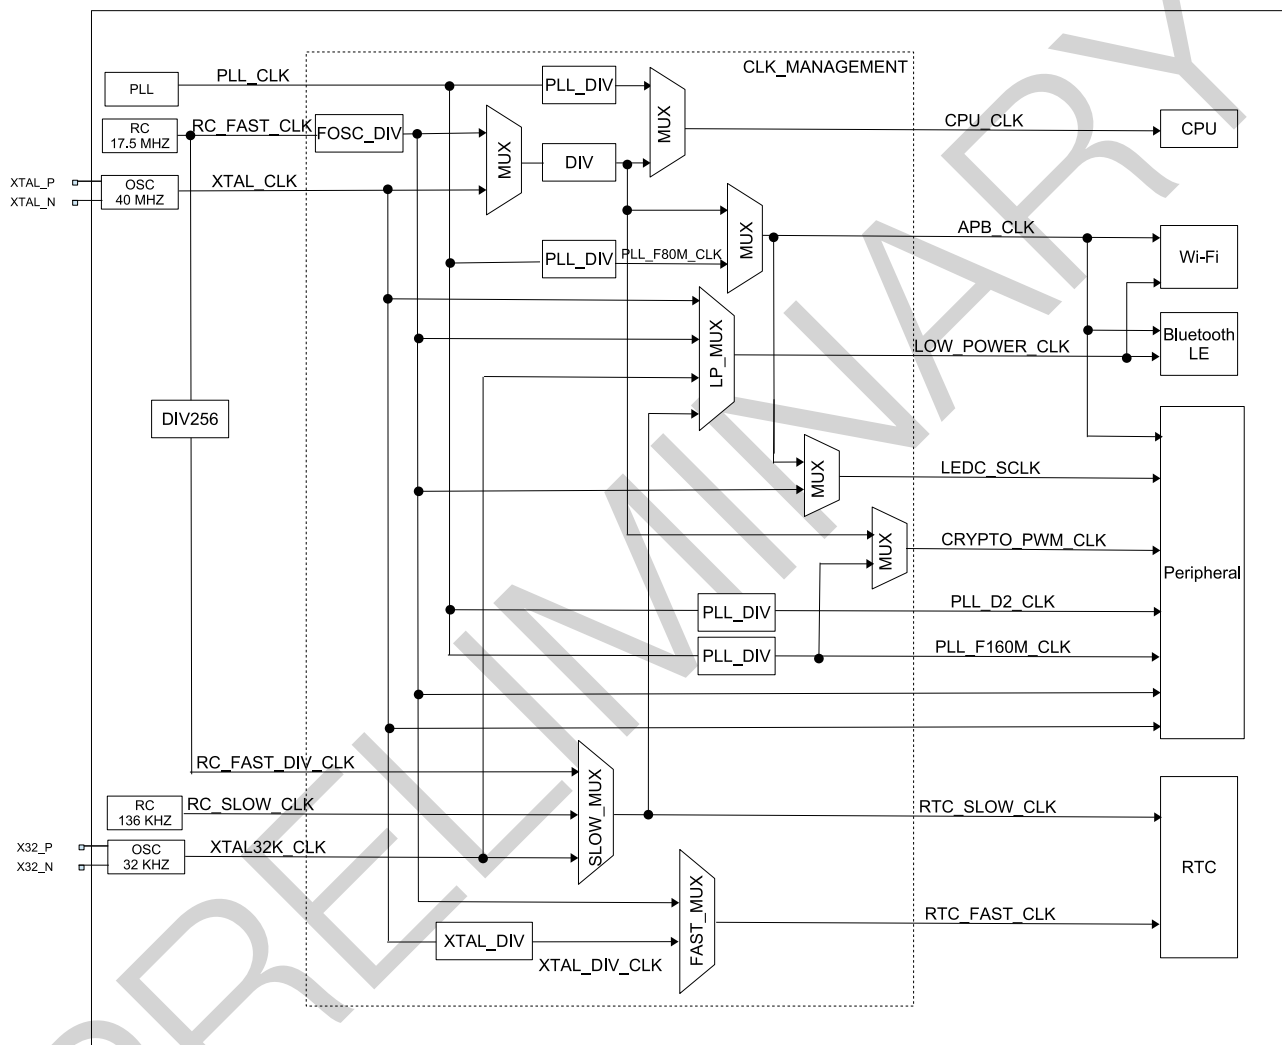 CLK_MANAGEMENT
PLL
PLL_CLK
PLL_DIV
MUX
CPU_CLK
CPU
RC
17.5 MHZ
RC_FAST_CLK
FOSC_DIV
MUX
DIV
XTAL_P
XTAL_N
OSC
40 MHZ
XTAL_CLK
PLL_DIV
PLL_F80M_CLK
MUX
APB_CLK
Wi-Fi
LP_MUX
LOW_POWER_CLK
Bluetooth
LE
DIV256
MUX
LEDC_SCLK
MUX
CRYPTO_PWM_CLK
Peripheral
PLL_DIV
PLL_D2_CLK
PLL_DIV
PLL_F160M_CLK
RC_FAST_DIV_CLK
RC
136 KHZ
RC_SLOW_CLK
SLOW_MUX
RTC_SLOW_CLK
X32_P
X32_N
OSC
32 KHZ
XTAL32K_CLK
RTC
XTAL_DIV
XTAL_DIV_CLK
FAST_MUX
RTC_FAST_CLK
PRELIMINARY